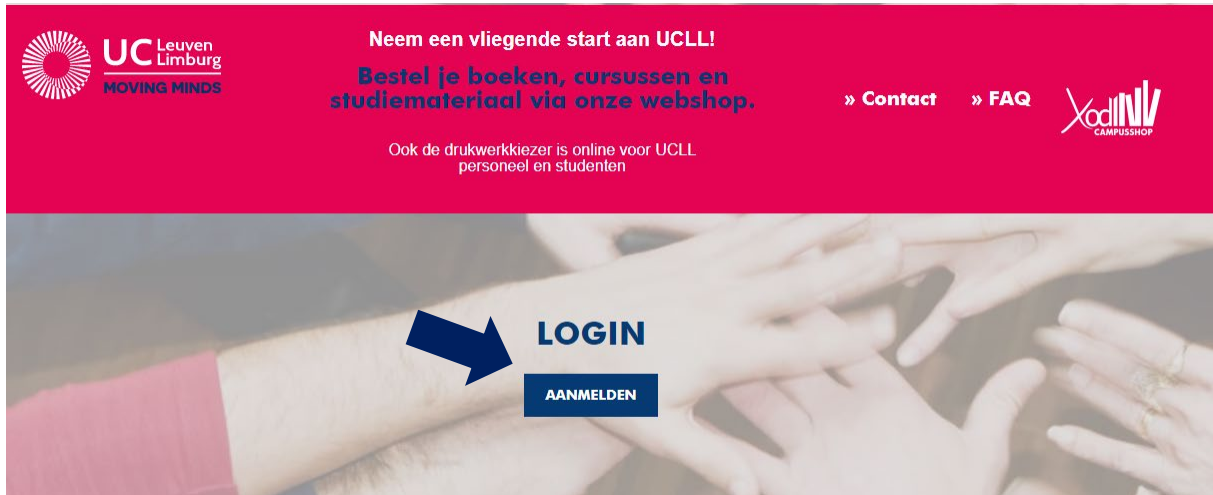 UC Leuven
Limburg
MOVING MINDS
Neem een vliegende start aan UCLL!
Bestel je boeken, cursussen en
studiemateriaal via onze webshop.
Ook de drukwerkkiezer is online voor UCLL
personeel en studenten
» Contact
» FAQ
Xod
CAMPUSSHOP
LOGIN
AANMELDEN